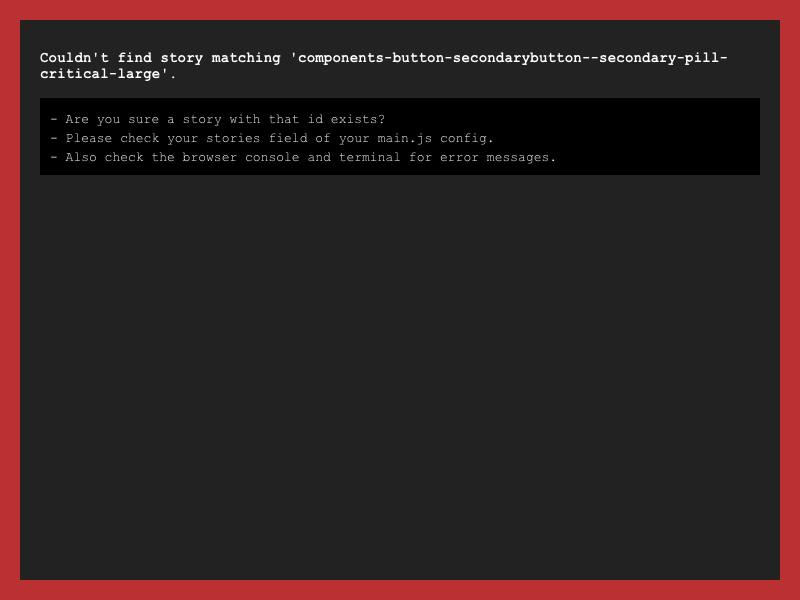 Couldn't find story matching 'components-button-secondarybutton--secondary-pill-
critical-large'.
- Are you sure a story with that id exists?
- Please check your stories field of your main.js config.
- Also check the browser console and terminal for error messages.